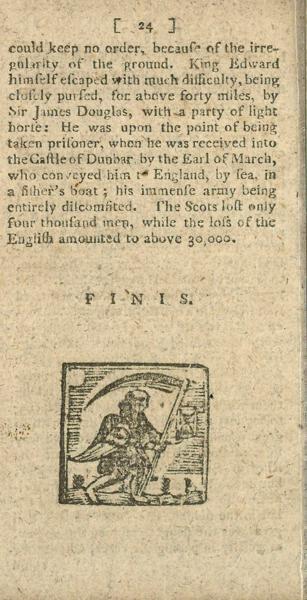 [ 24 ]
could keep no order, becauſe of the irre-
gularity of the ground. King Edward
himſelf eſcaped with much difficulty, being
cloſely purſed, for above forty miles, by
Sir James Douglas, with a party of light
horſe: He was upon the point of being
taken priſoner, when he was received into
the Caſtle of Dunbar by the Earl of March,
who conveyed him to England, by ſea, in
a fiſher's boat; his immenſe army being
entirely diſcomfited. The Scots loſt only
four thouſand men, while the loſs of the
Engliſh amounted to above 30,000.
FINIS.